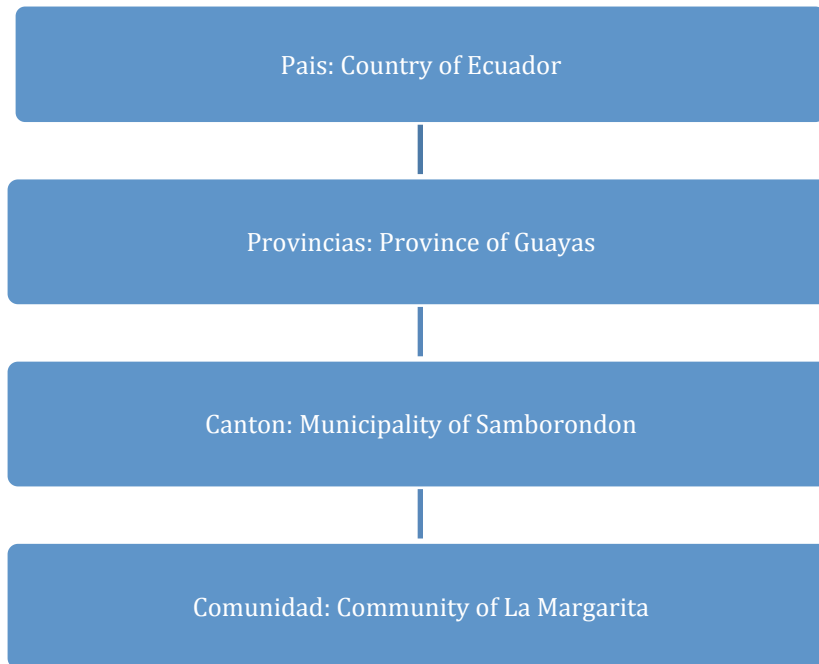 Pais: Country of Ecuador
Provincias: Province of Guayas
Canton: Municipality of Samborondon
Comunidad: Community of La Margarita